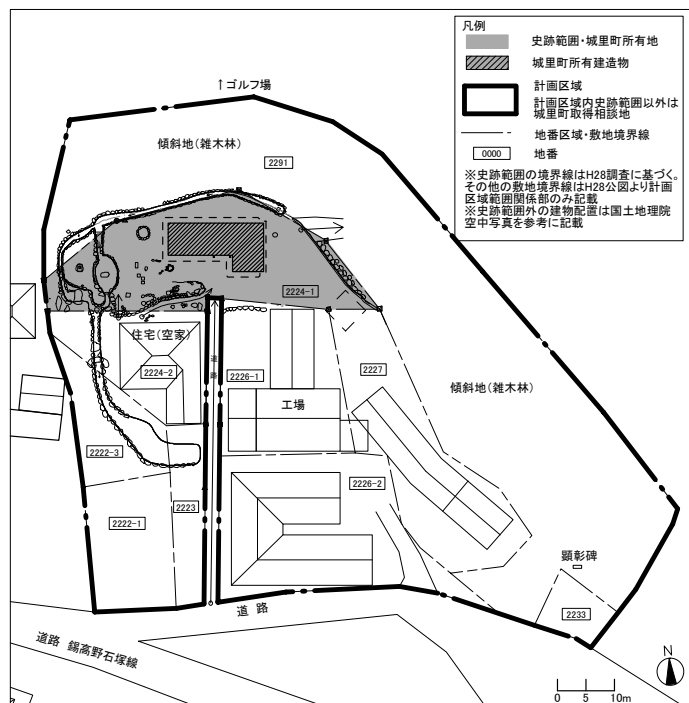 凡例
史跡範囲・城里町所有地
城里町所有建造物
計画区域
計画区域内史跡範囲以外は
城里町取得相談地
地番区域・敷地境界線
0000 地番
※史跡範囲の境界線はH28調査に基づく。
その他の敷地境界線はH28公図より計画
区域範囲関係部のみ記載
※史跡範囲外の建物配置は国土地理院
空中写真を参考に記載
↑ゴルフ場
傾斜地(雑木林)
2291
2224-1
住宅(空家)
2224-2
道路
2226-1
2227
工場
傾斜地(雑木林)
2222-3
2226-2
2222-1
2223
顕彰碑
2233
道路
道路 錫高野石塚線
N
0 5 10m